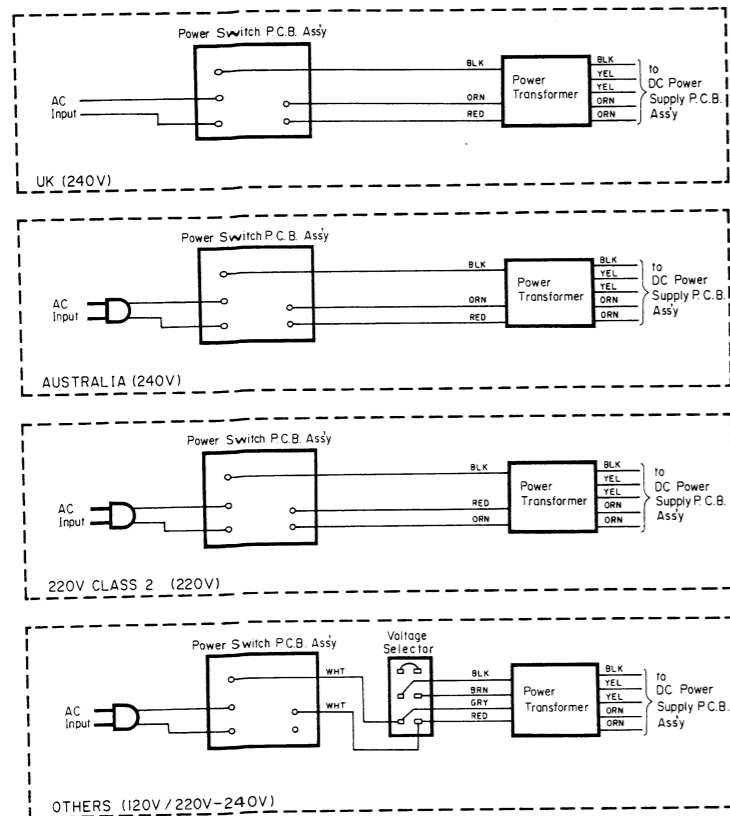 Power Switch P.C.B. Ass'y
BLK
ORN
RED
AC
Input
Power
Transformer
BLK
YEL
YEL
ORN
ORN
to
DC Power
Supply P.C.B.
Ass'y
UK (240V)
Power Switch P.C.B. Ass'y
BLK
ORN
RED
AC
Input
Power
Transformer
BLK
YEL
YEL
ORN
ORN
to
DC Power
Supply P.C.B.
Ass'y
AUSTRALIA (240V)
Power Switch P.C.B. Ass'y
BLK
RED
ORN
AC
Input
Power
Transformer
BLK
YEL
YEL
ORN
ORN
to
DC Power
Supply P.C.B.
Ass'y
220V CLASS 2 (220V)
Power Switch P.C.B. Ass'y
Voltage
Selector
WHT
WHT
BLK
BRN
GRY
RED
AC
Input
Power
Transformer
BLK
YEL
YEL
ORN
ORN
to
DC Power
Supply P.C.B.
Ass'y
OTHERS (120V/220V-240V)